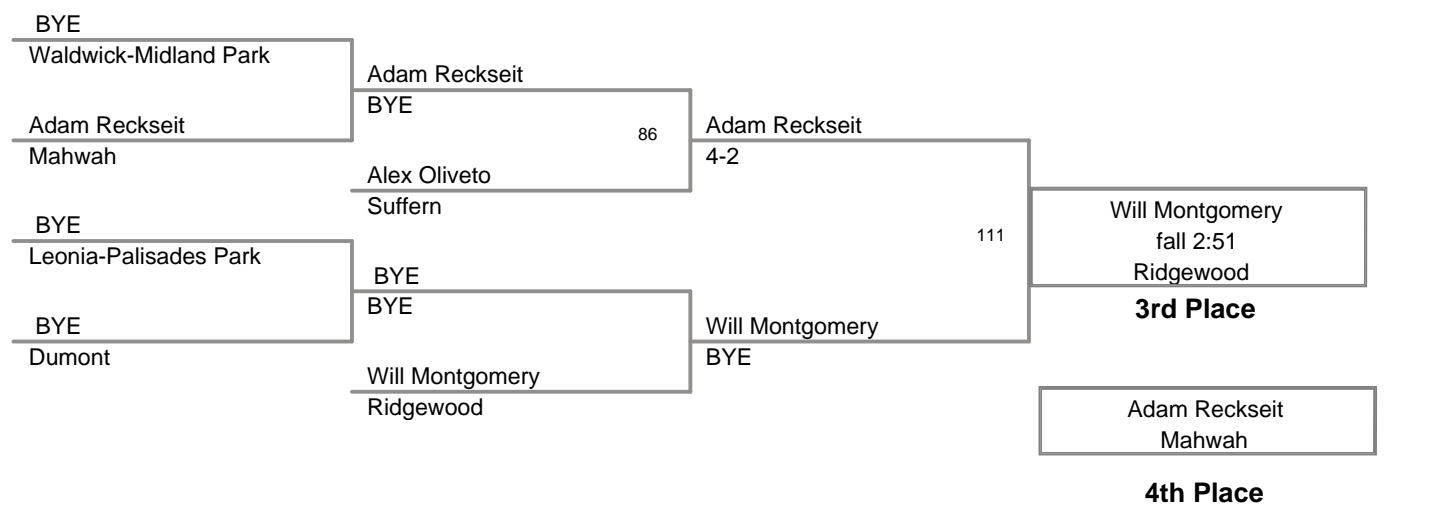 BYE
Waldwick-Midland Park
Adam Reckseit
BYE
Adam Reckseit
Mahwah
86
Adam Reckseit
4-2
Alex Oliveto
Suffern
BYE
Leonia-Palisades Park
111
Will Montgomery
fall 2:51
Ridgewood
3rd Place
BYE
BYE
BYE
Dumont
Will Montgomery
BYE
Will Montgomery
Ridgewood
Adam Reckseit
Mahwah
4th Place